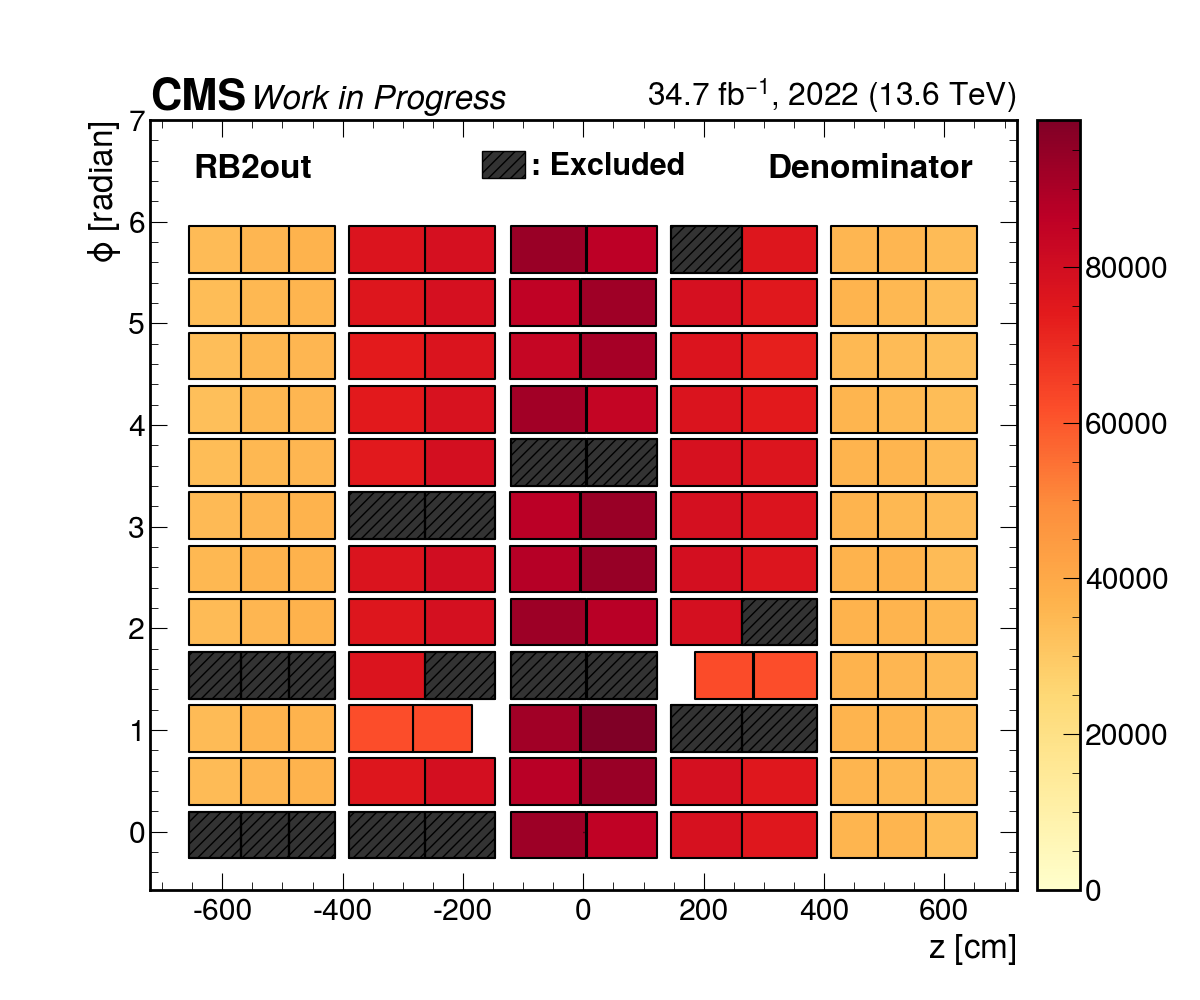 CMS Work in Progress 34.7 fb⁻¹, 2022 (13.6 TeV)
RB2out : Excluded Denominator
ϕ [radian]
7
6
5
4
3
2
1
0
-600 -400 -200 0 200 400 600
z [cm]
80000
60000
40000
20000
0